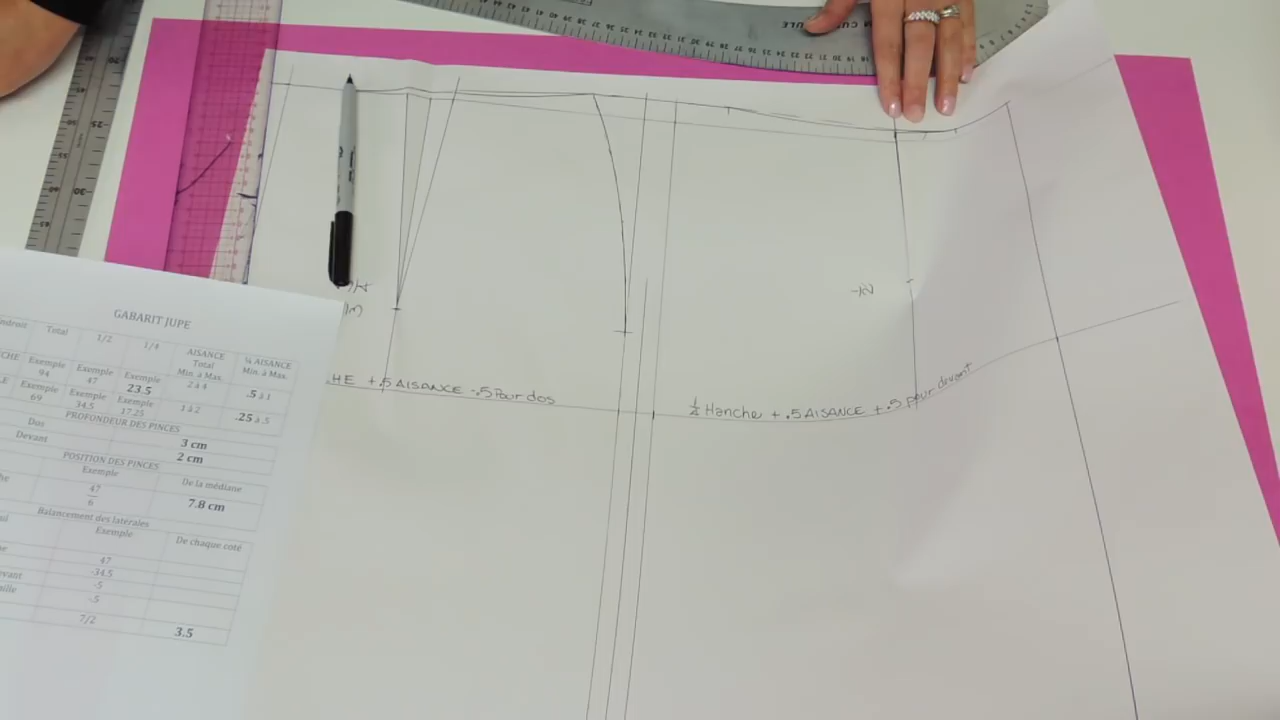 GABARIT JUPE
Total 1/2 1/4 AISANCE Total Min. à Max. ¼ AISANCE Min. à Max.
Exemple 94 Exemple 47 Exemple 23.5 2 à 4 .5 à 1
Exemple 69 Exemple 34.5 Exemple 17.25 1 à 2 .25 à .5
PROFONDEUR DES PINCES
Dos 3 cm
Devant 2 cm
POSITION DES PINCES
Exemple De la médiane
47
6
7.8 cm
Balancement des latérales
Exemple De chaque coté
47
-34.5
-.5
-.5
7/2 3.5
HE + .5 AISANCE -.5 Pour dos
¼ Hanche + .5 AISANCE + .5 pour devant